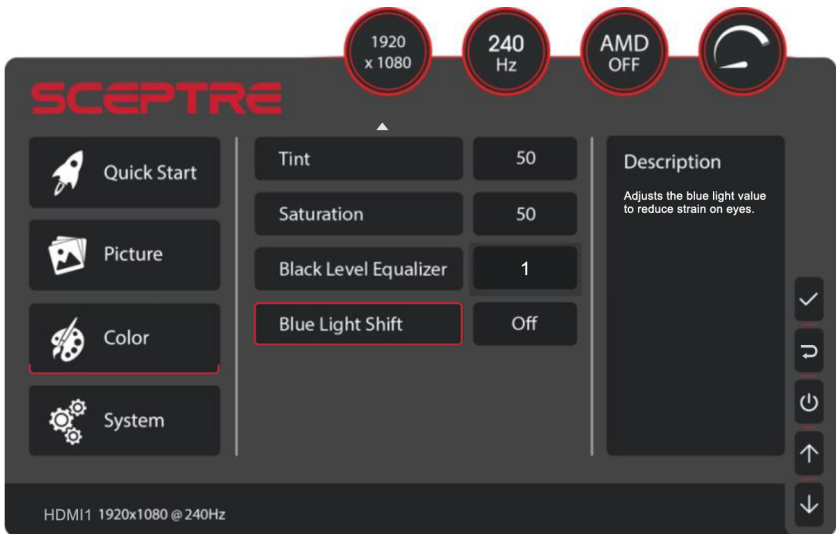 1920
x 1080
240
Hz
AMD
OFF
SCEPTRE
Quick Start
Picture
Color
System
Tint
50
Saturation
50
Black Level Equalizer
1
Blue Light Shift
Off
Description
Adjusts the blue light value
to reduce strain on eyes.
HDMI1 1920x1080 @ 240Hz